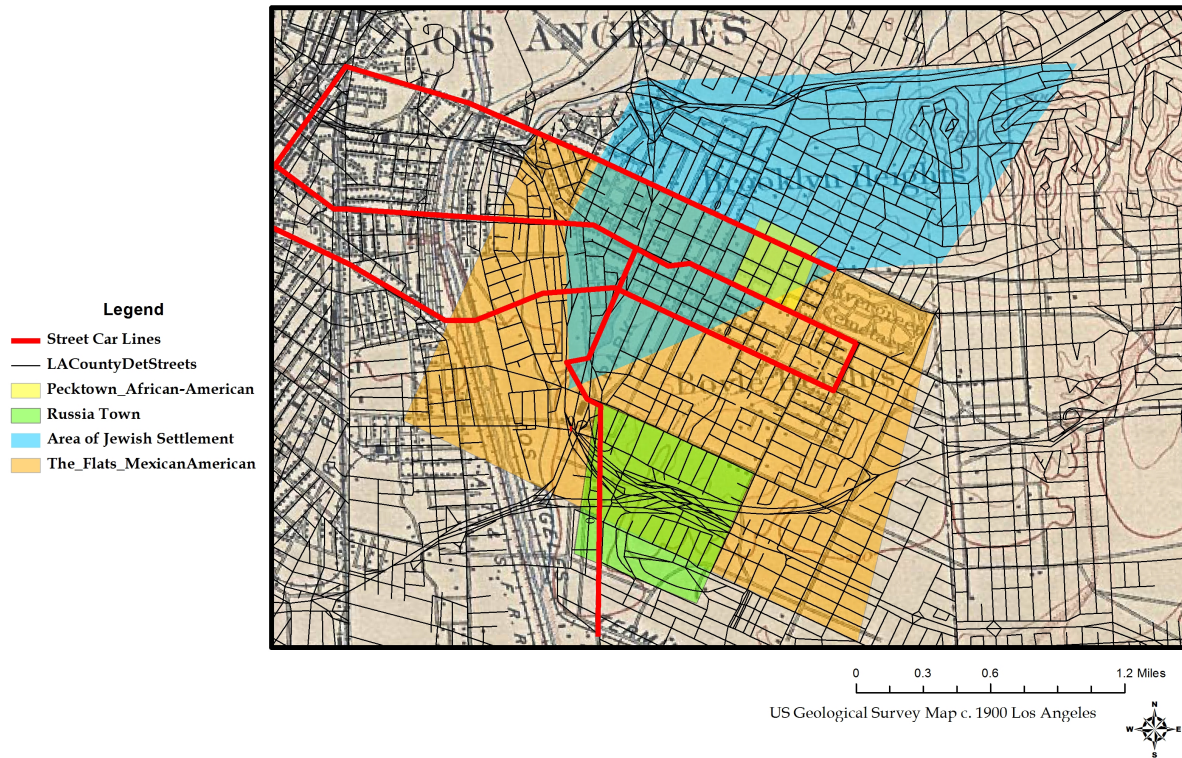 LOS ANGELES
Brooklyn Heights
Boyle Heights
Legend
Street Car Lines
LACountyDetStreets
Pecktown_African-American
Russia Town
Area of Jewish Settlement
The_Flats_MexicanAmerican
0 0.3 0.6 1.2 Miles
US Geological Survey Map c. 1900 Los Angeles
N
W E
S